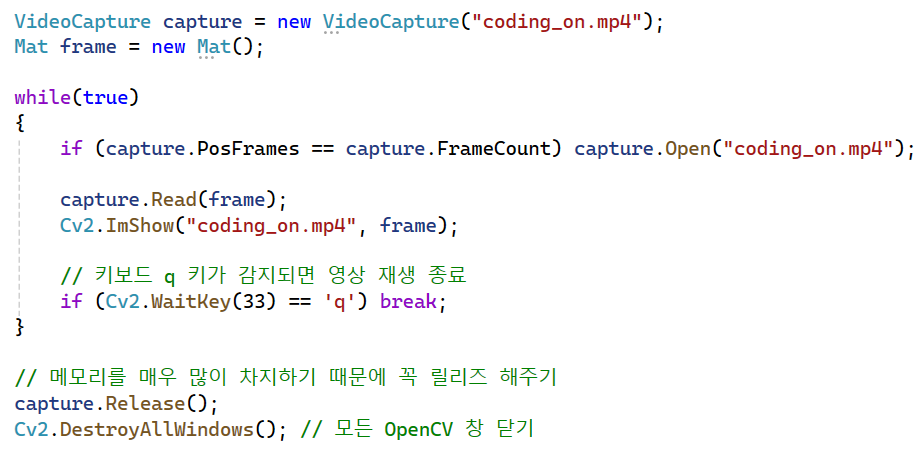 VideoCapture capture = new VideoCapture("coding_on.mp4");
Mat frame = new Mat();
while(true)
{
if (capture.PosFrames == capture.FrameCount) capture.Open("coding_on.mp4");
capture.Read(frame);
Cv2.ImShow("coding_on.mp4", frame);
// 키보드 q 키가 감지되면 영상 재생 종료
if (Cv2.WaitKey(33) == 'q') break;
}
// 메모리를 매우 많이 차지하기 때문에 꼭 릴리즈 해주기
capture.Release();
Cv2.DestroyAllWindows(); // 모든 OpenCV 창 닫기